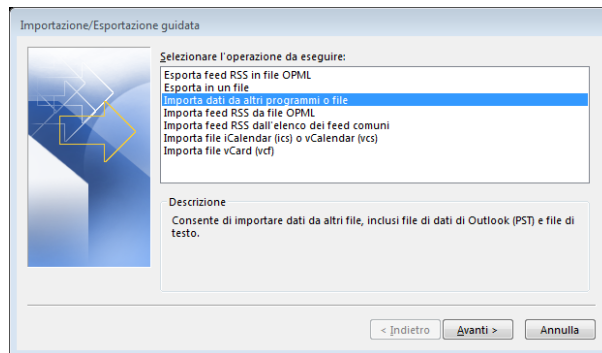 Importazione/Esportazione guidata
Selezionare l'operazione da eseguire:
Esporta feed RSS in file OPML
Esporta in un file
Importa dati da altri programmi o file
Importa feed RSS da file OPML
Importa feed RSS dall'elenco dei feed comuni
Importa file iCalendar (ics) o vCalendar (vcs)
Importa file vCard (vcf)
Descrizione
Consente di importare dati da altri file, inclusi file di dati di Outlook (PST) e file di
testo.
< Indietro Avanti > Annulla